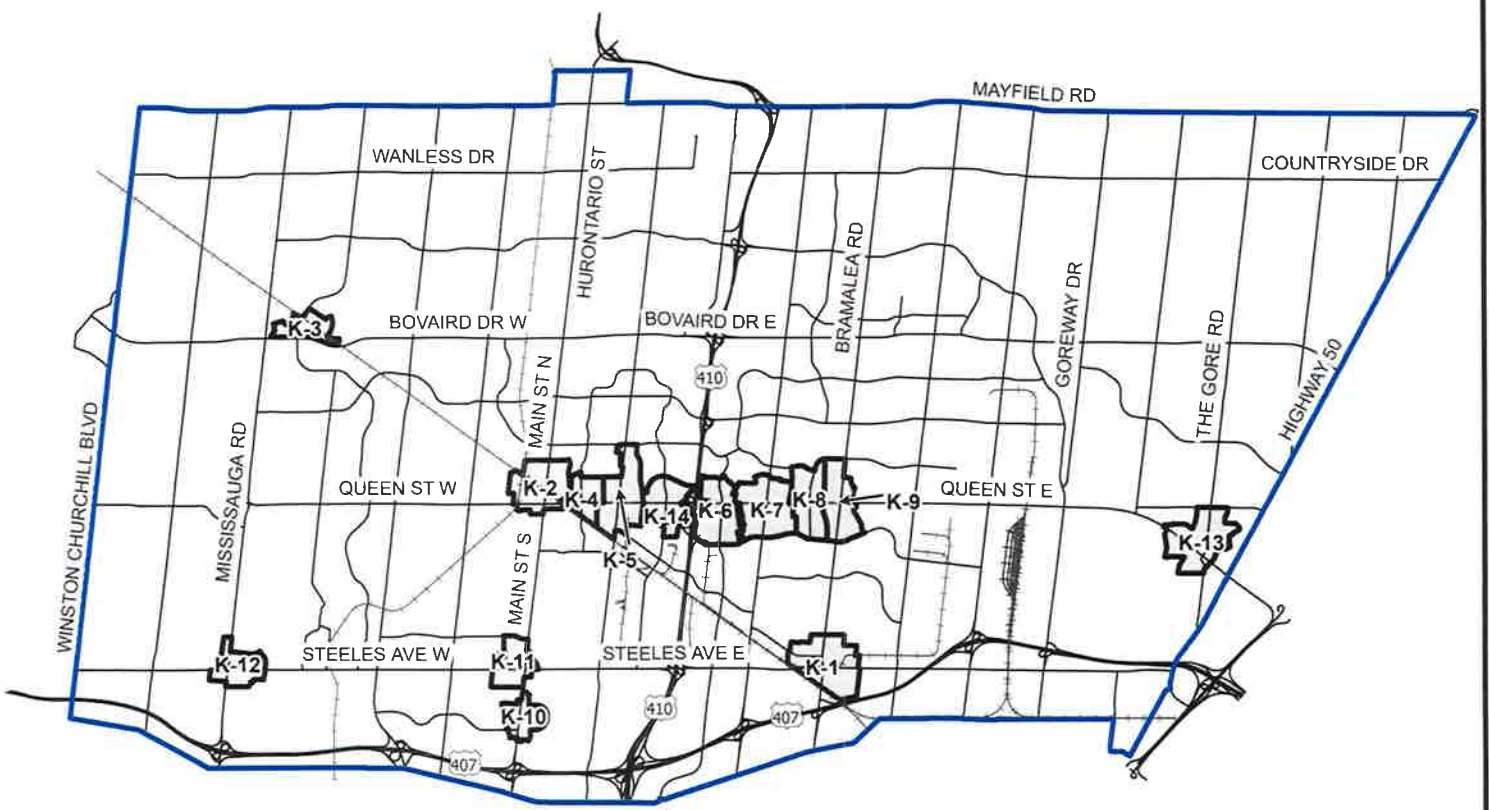 MAYFIELD RD
WANLESS DR
COUNTRYSIDE DR
HURONTARIO ST
BRAMALEA RD
GOREWAY DR
THE GORE RD
HIGHWAY 50
K-3
BOVAIRD DR W
BOVAIRD DR E
410
MAIN ST N
WINSTON CHURCHILL BLVD
MISSISSAUGA RD
QUEEN ST W
K-2
K-4
K-14
K-6
K-7
K-8
K-9
QUEEN ST E
K-5
K-13
MAIN ST S
K-12
STEELES AVE W
K-11
STEELES AVE E
K-1
K-10
410
407
407